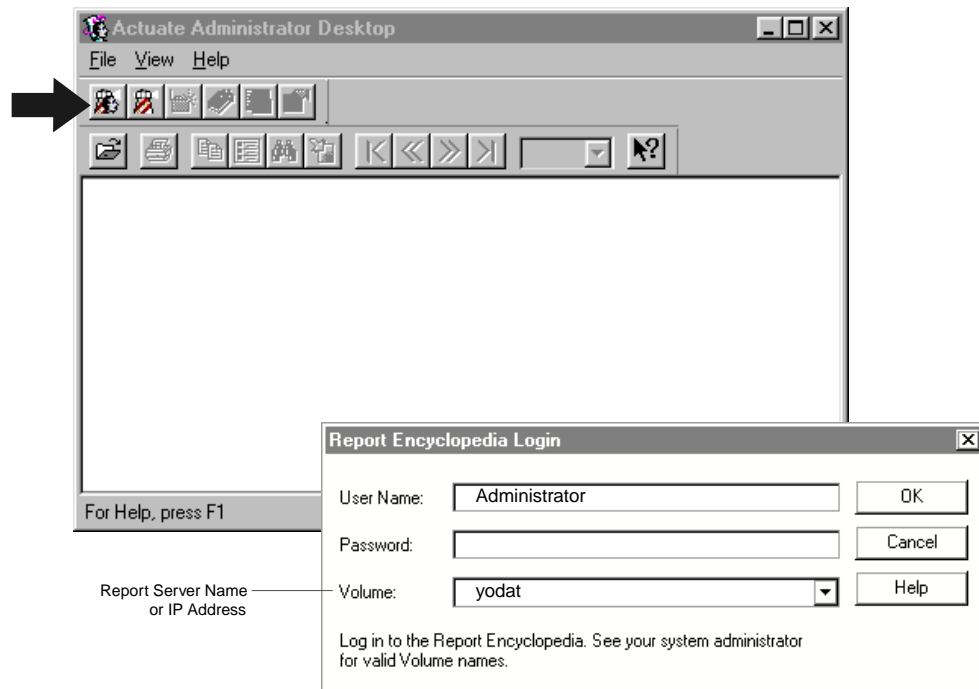 Actuate Administrator Desktop
File View Help
For Help, press F1
Report Encyclopedia Login
User Name: Administrator
OK
Password:
Cancel
Report Server Name
or IP Address
Volume: yodat
Help
Log in to the Report Encyclopedia. See your system administrator
for valid Volume names.